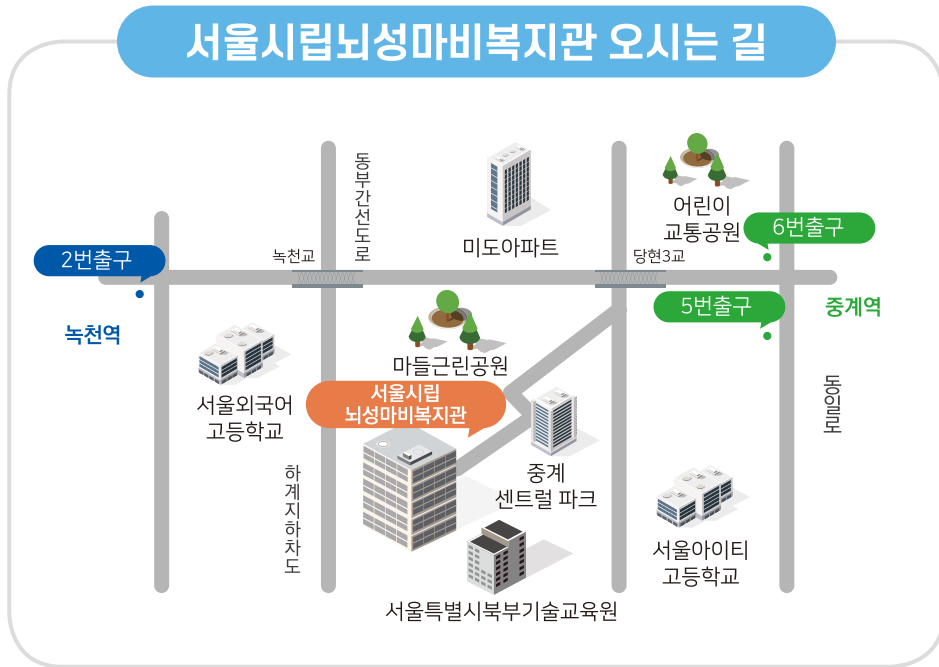 서울시립뇌성마비복지관 오시는 길
동부간선도로
미도아파트
어린이
교통공원
6번출구
2번출구
녹천교
당현3교
5번출구
중계역
녹천역
마들근린공원
서울시립
뇌성마비복지관
서울외국어
고등학교
동일로
하계지하차도
중계
센트럴 파크
서울아이티
고등학교
서울특별시북부기술교육원